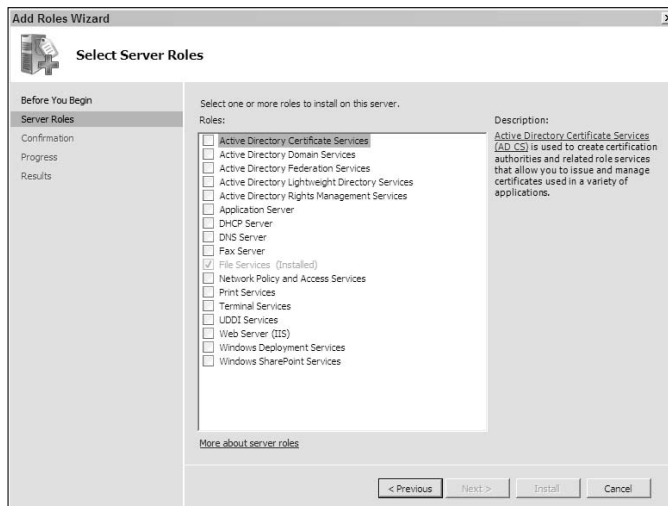 Add Roles Wizard
Select Server Roles
Before You Begin
Server Roles
Confirmation
Progress
Results
Select one or more roles to install on this server.
Roles:
Active Directory Certificate Services
Active Directory Domain Services
Active Directory Federation Services
Active Directory Lightweight Directory Services
Active Directory Rights Management Services
Application Server
DHCP Server
DNS Server
Fax Server
File Services (Installed)
Network Policy and Access Services
Print Services
Terminal Services
UDDI Services
Web Server (IIS)
Windows Deployment Services
Windows SharePoint Services
More about server roles
Description:
Active Directory Certificate Services
(AD CS) is used to create certification
authorities and related role services
that allow you to issue and manage
certificates used in a variety of
applications.
< Previous
Next >
Install
Cancel